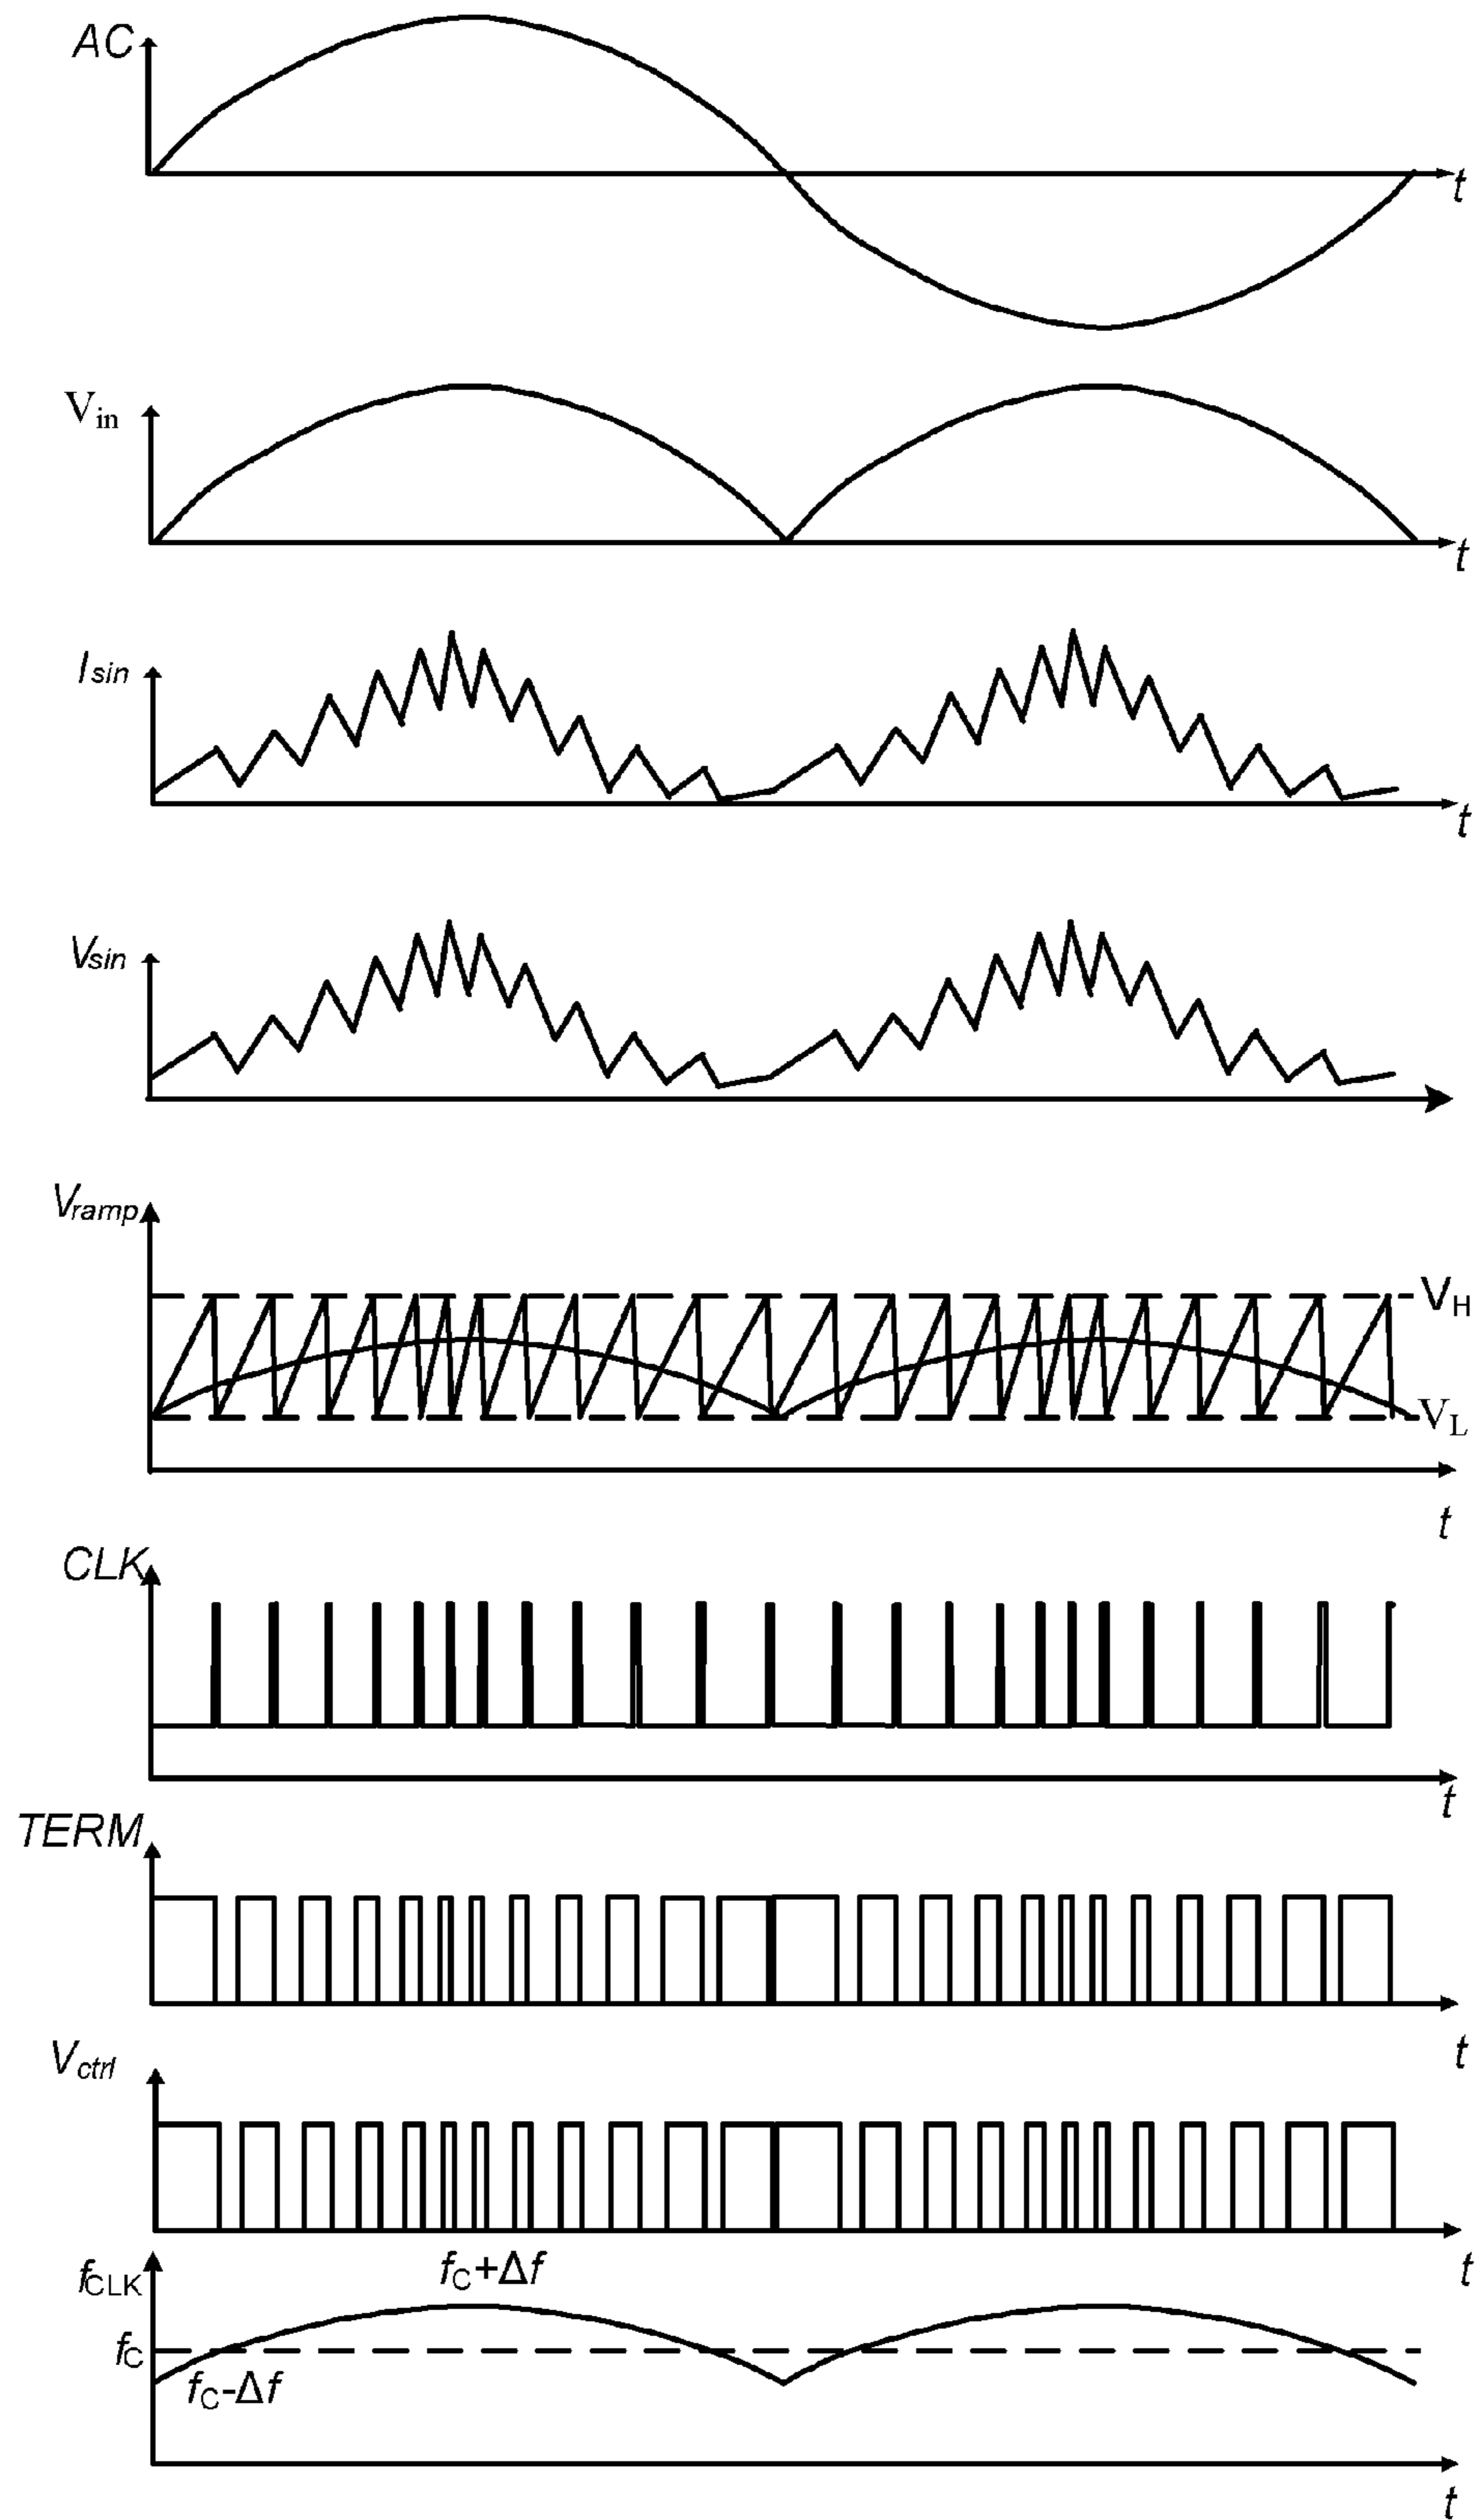 AC
t
Vin
t
Isin
t
Vsin
Vramp
VH
VL
t
CLK
t
TERM
t
Vctrl
t
fCLK
fC+Δf
fC
fC-Δf
t